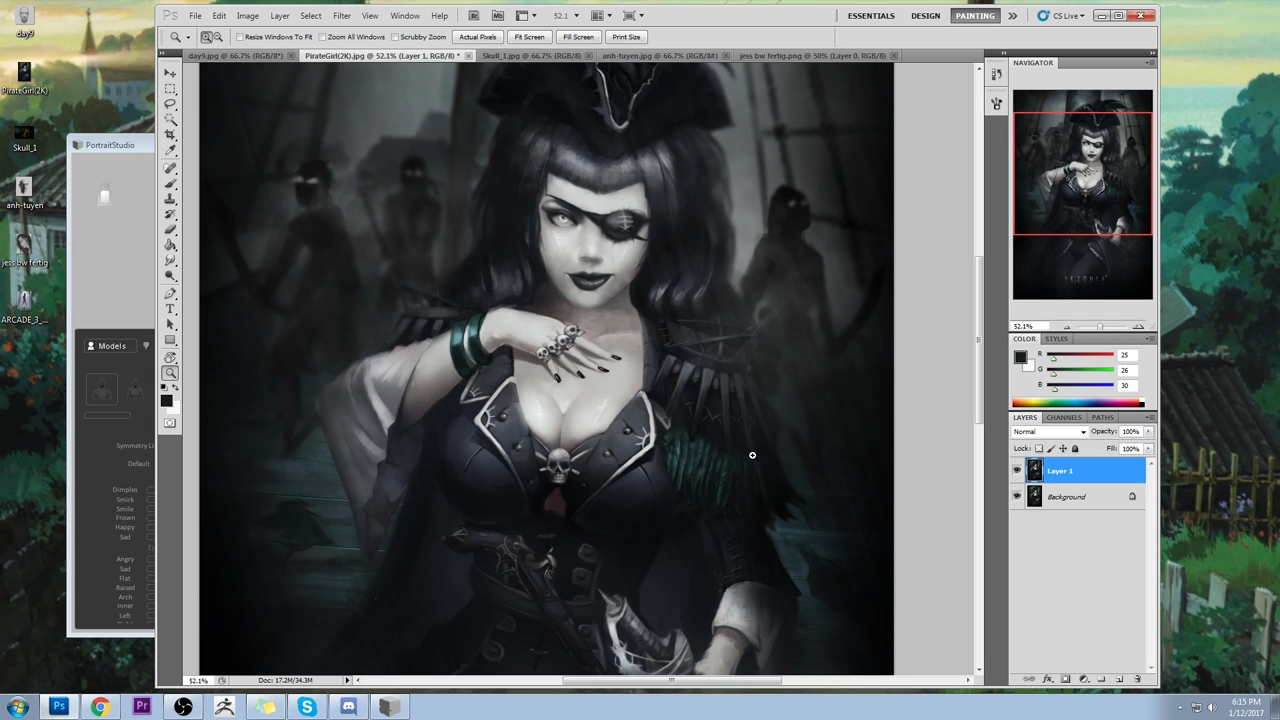 day9
PirateGirl(2K)
Skull_1
anh-tuyen
jess bw fertig
ARCADE_3_...
PortraitStudio
Models
Symmetry Li
Default
Dimples
Smirk
Smile
Frown
Happy
Sad
Angry
Sad
Flat
Raised
Arch
Inner
Left
Ps File Edit Image Layer Select Filter View Window Help Br Mb 52.1 ESSENTIALS DESIGN PAINTING CS Live
Resize Windows To Fit Zoom All Windows Scrubby Zoom Actual Pixels Fit Screen Fill Screen Print Size
day9.jpg @ 66.7% (RGB/8*) PirateGirl(2K).jpg @ 52.1% (Layer 1, RGB/8) * Skull_1.jpg @ 66.7% (RGB/8) anh-tuyen.jpg @ 66.7% (RGB/8#) jess bw fertig.png @ 50% (Layer 0, RGB/8)
NAVIGATOR
52.1%
COLOR STYLES
R 25
G 26
B 30
LAYERS CHANNELS PATHS
Normal Opacity: 100%
Lock: Fill: 100%
Layer 1
Background
52.1% Doc: 17.2M/34.3M
Ps Pr
6:15 PM
1/12/2017